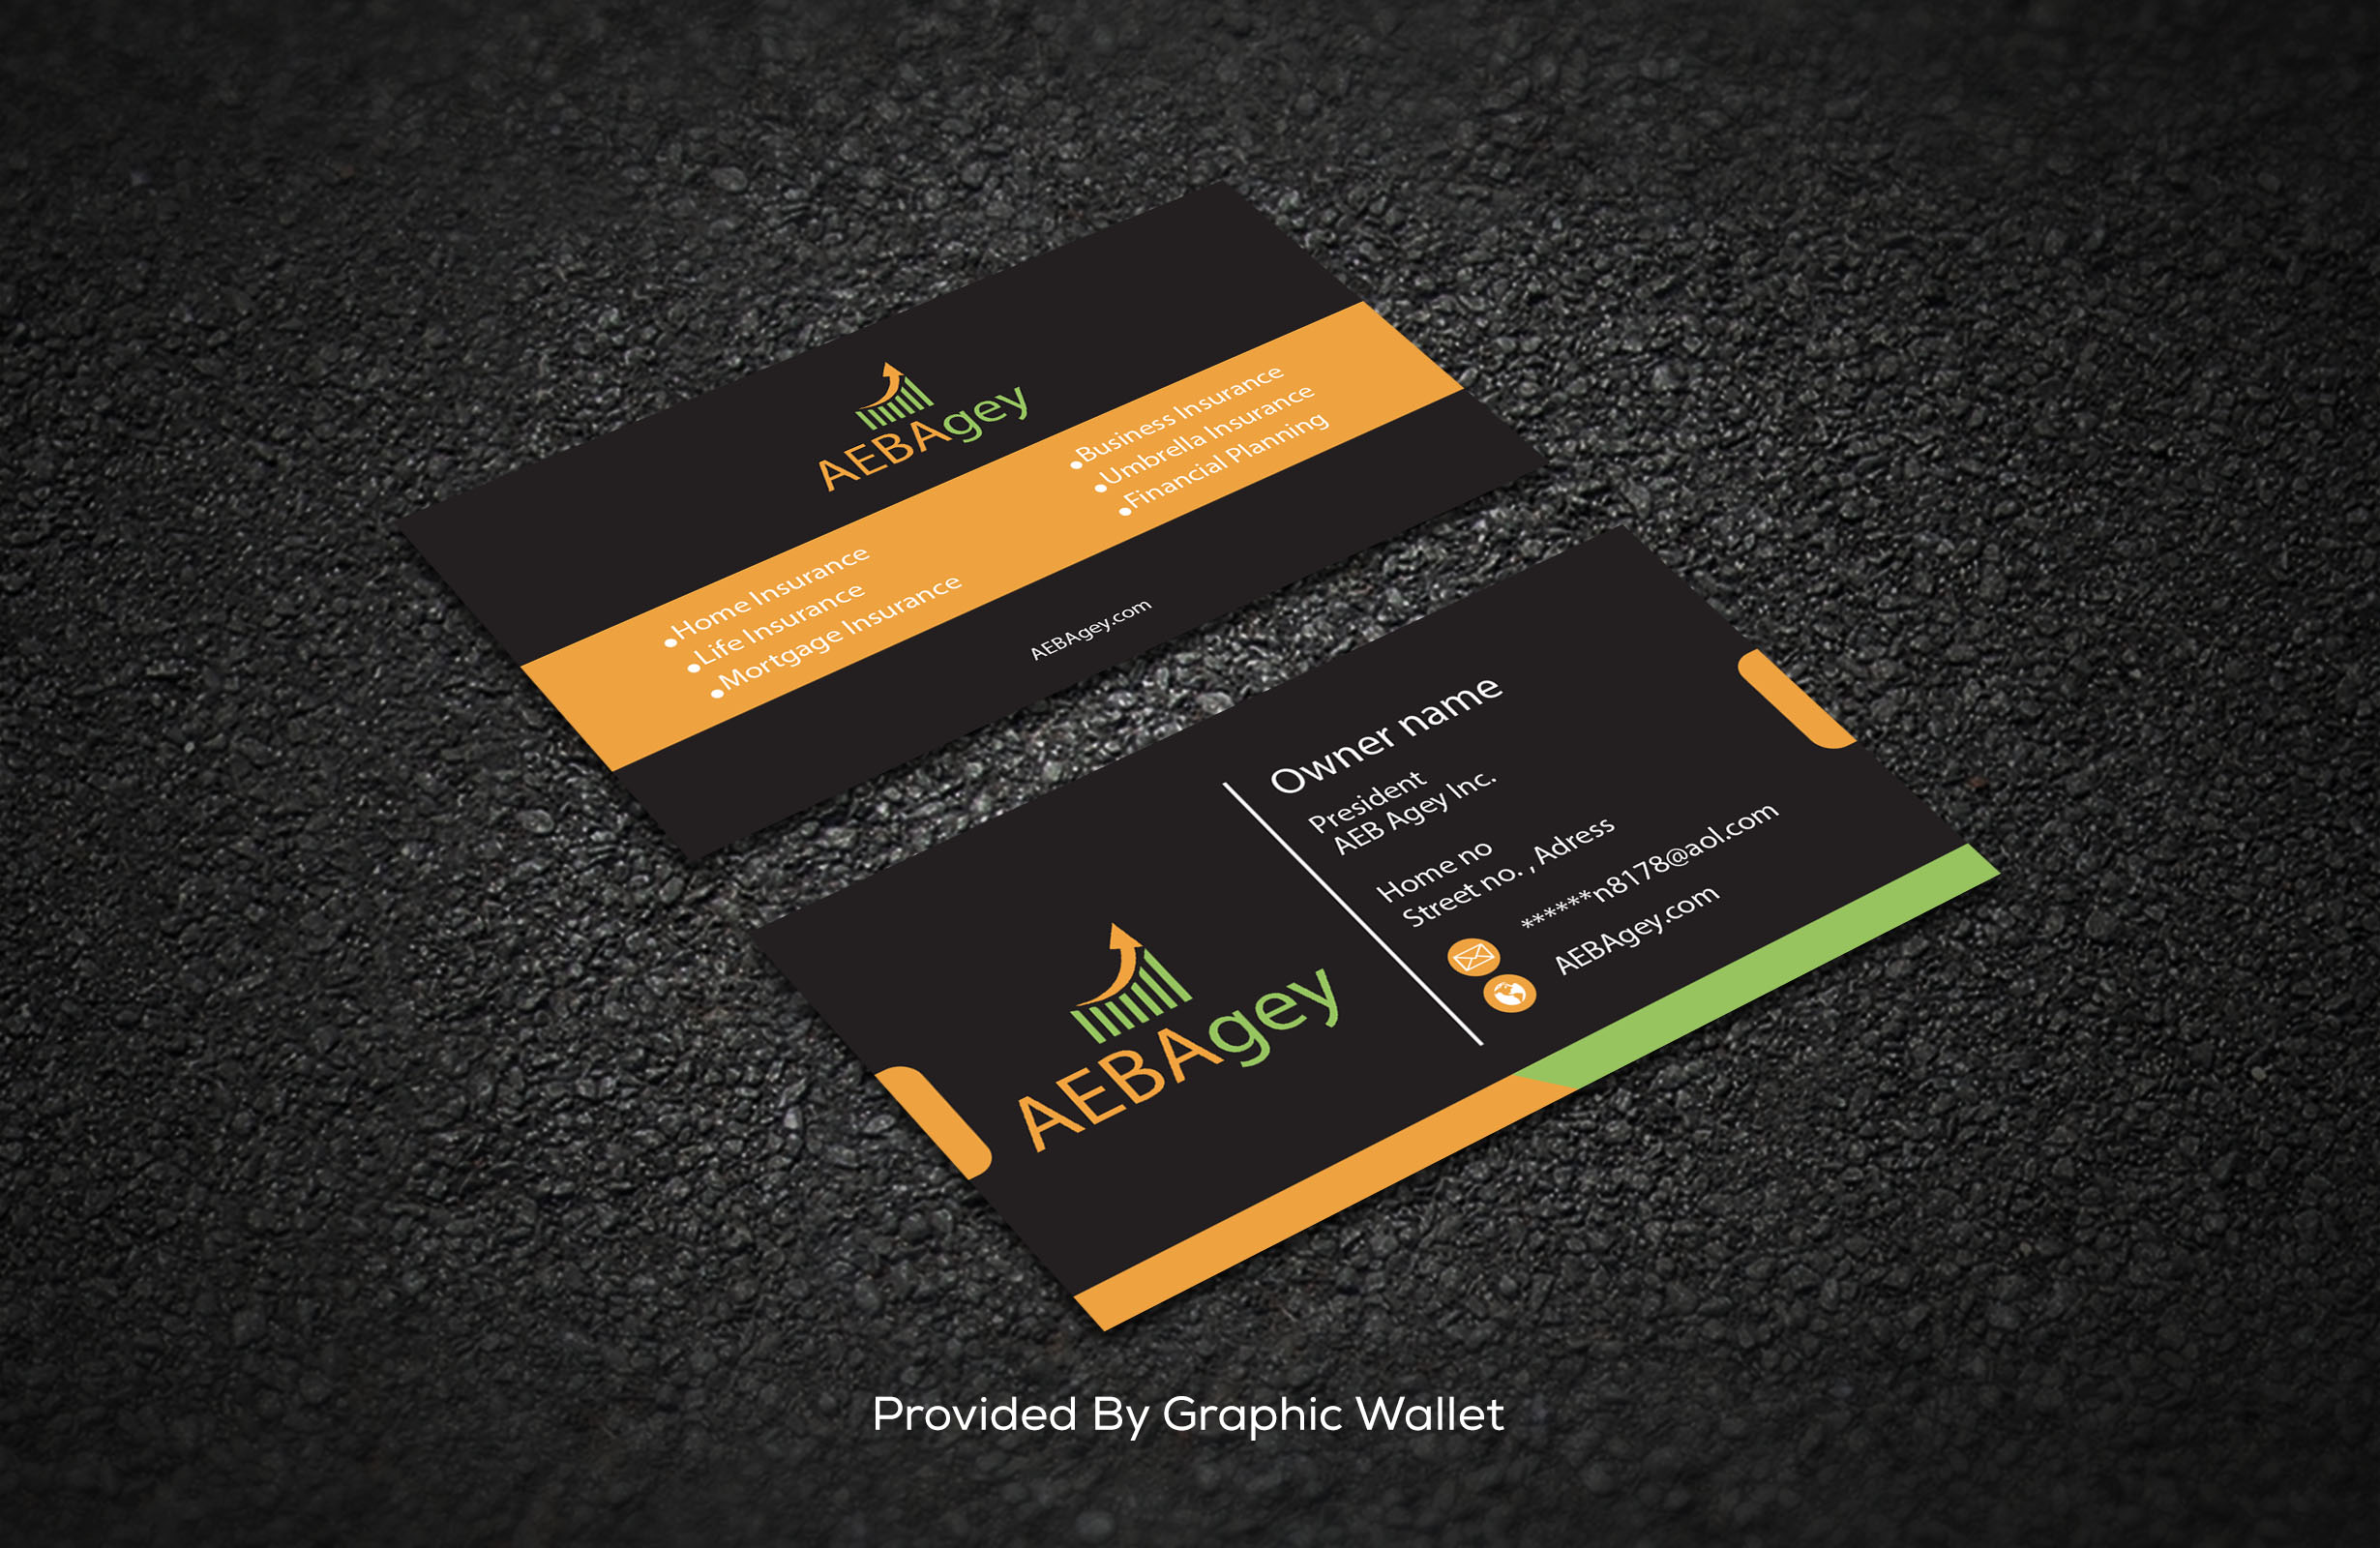 AEBAgey
•Home Insurance
•Life Insurance
•Mortgage Insurance
•Business Insurance
•Umbrella Insurance
•Financial Planning
AEBAgey.com
AEBAgey
Owner name
President
AEB Agey Inc.
Home no
Street no. , Adress
******n8178@aol.com
AEBAgey.com
Provided By Graphic Wallet